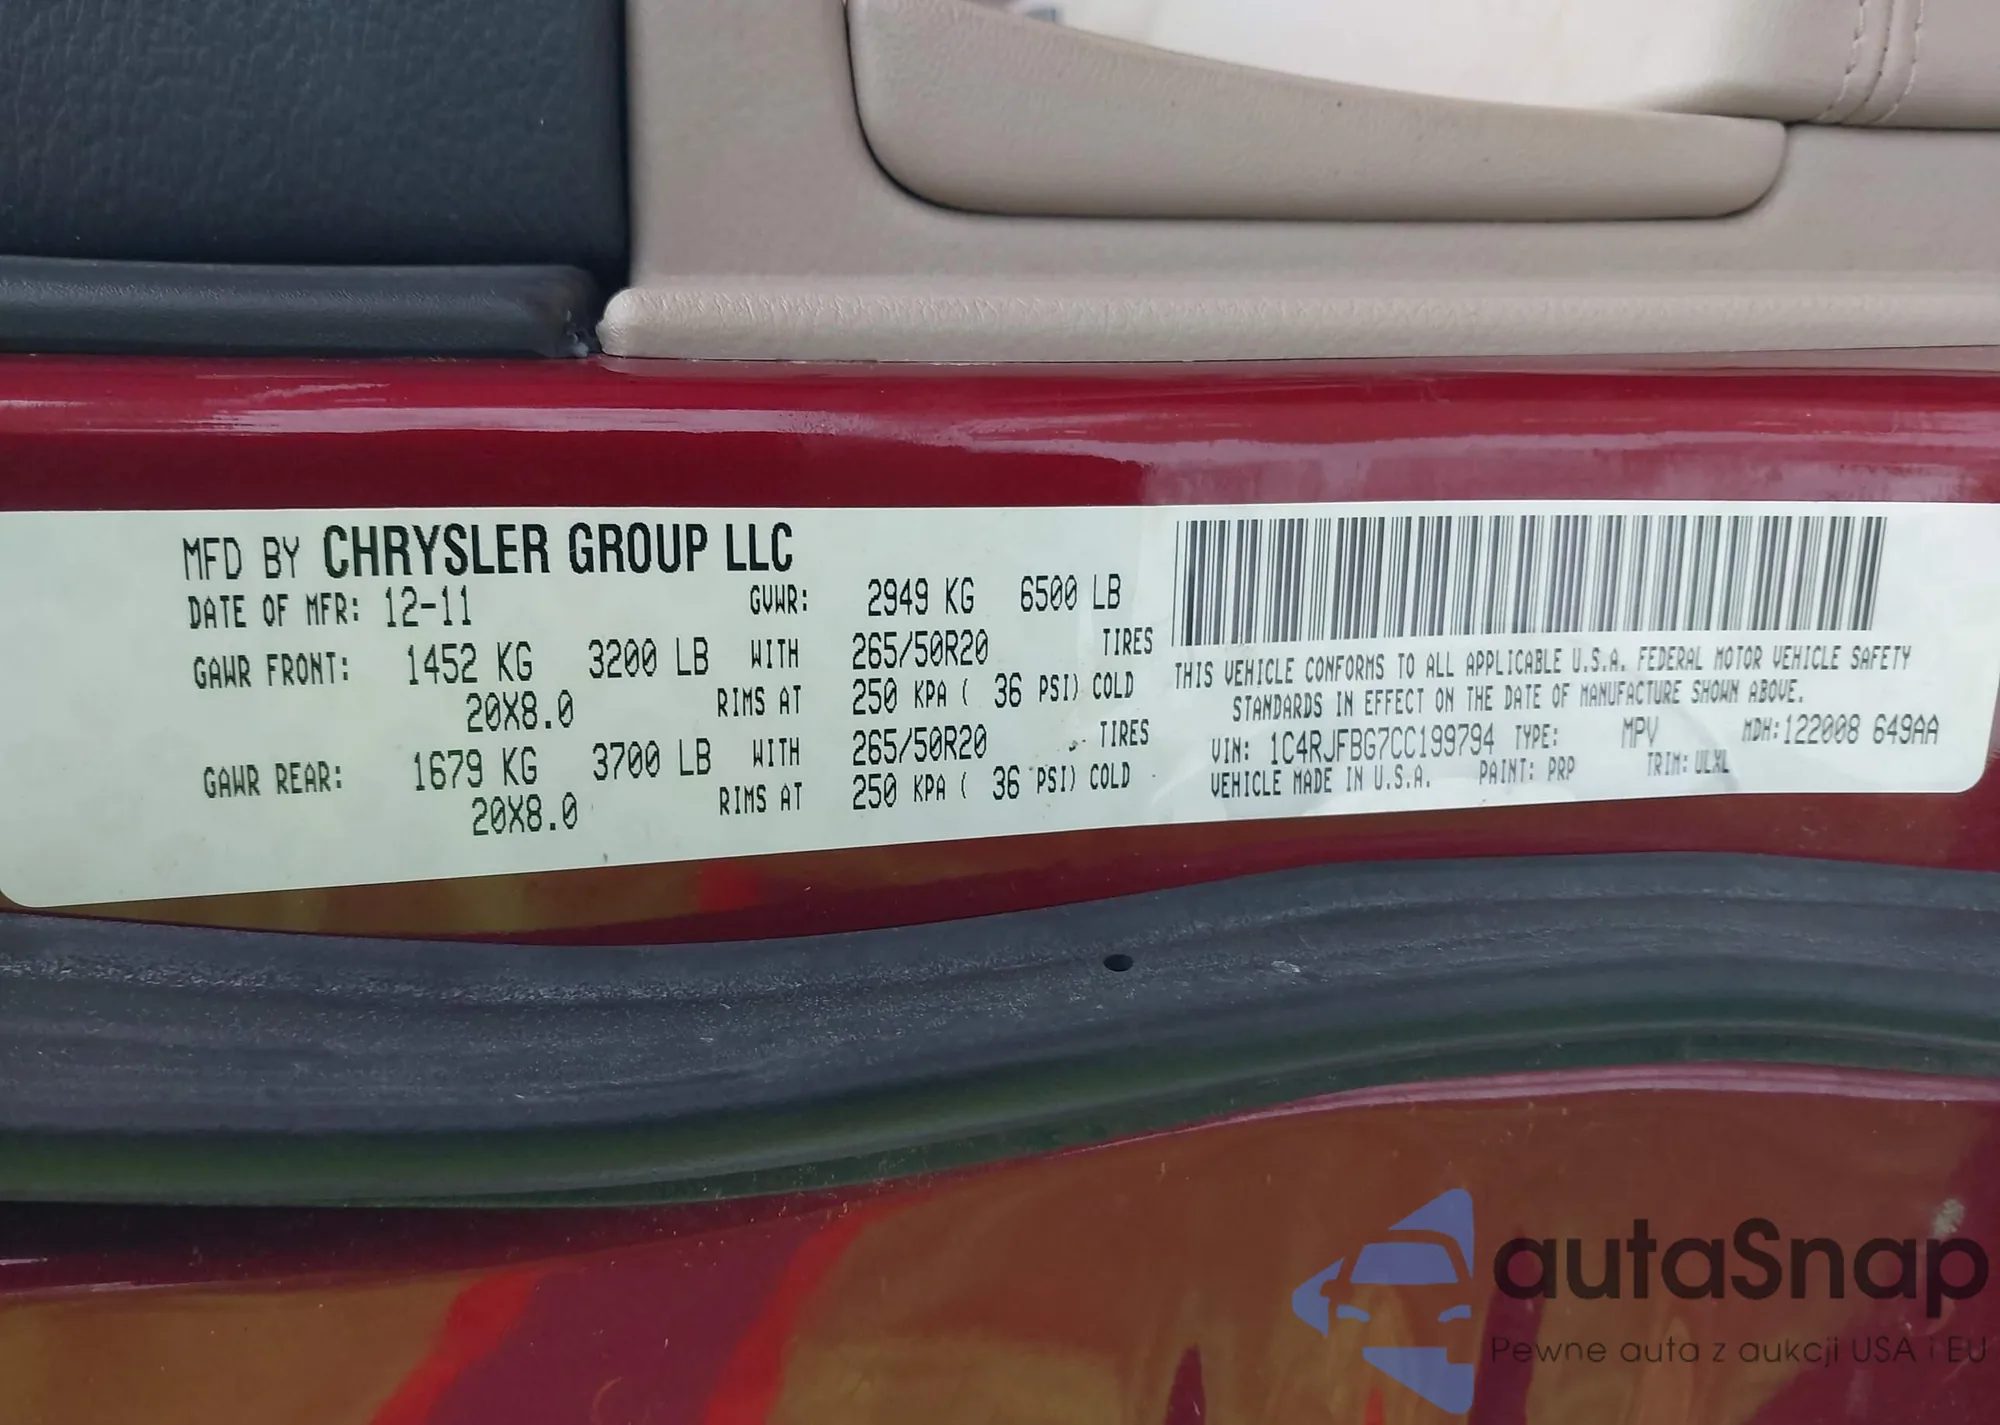 MFD BY CHRYSLER GROUP LLC
DATE OF MFR: 12-11 GVWR: 2949 KG 6500 LB
GAWR FRONT: 1452 KG 3200 LB WITH 265/50R20 TIRES
20X8.0 RIMS AT 250 KPA ( 36 PSI) COLD
GAWR REAR: 1679 KG 3700 LB WITH 265/50R20 TIRES
20X8.0 RIMS AT 250 KPA ( 36 PSI) COLD
THIS VEHICLE CONFORMS TO ALL APPLICABLE U.S.A. FEDERAL MOTOR VEHICLE SAFETY
STANDARDS IN EFFECT ON THE DATE OF MANUFACTURE SHOWN ABOVE.
VIN: 1C4RJFBG7CC199794 TYPE: MPV MDH:122008 649AA
VEHICLE MADE IN U.S.A. PAINT: PRP TRIM: ULXL
autaSnap
Pewne auta z aukcji USA i EU